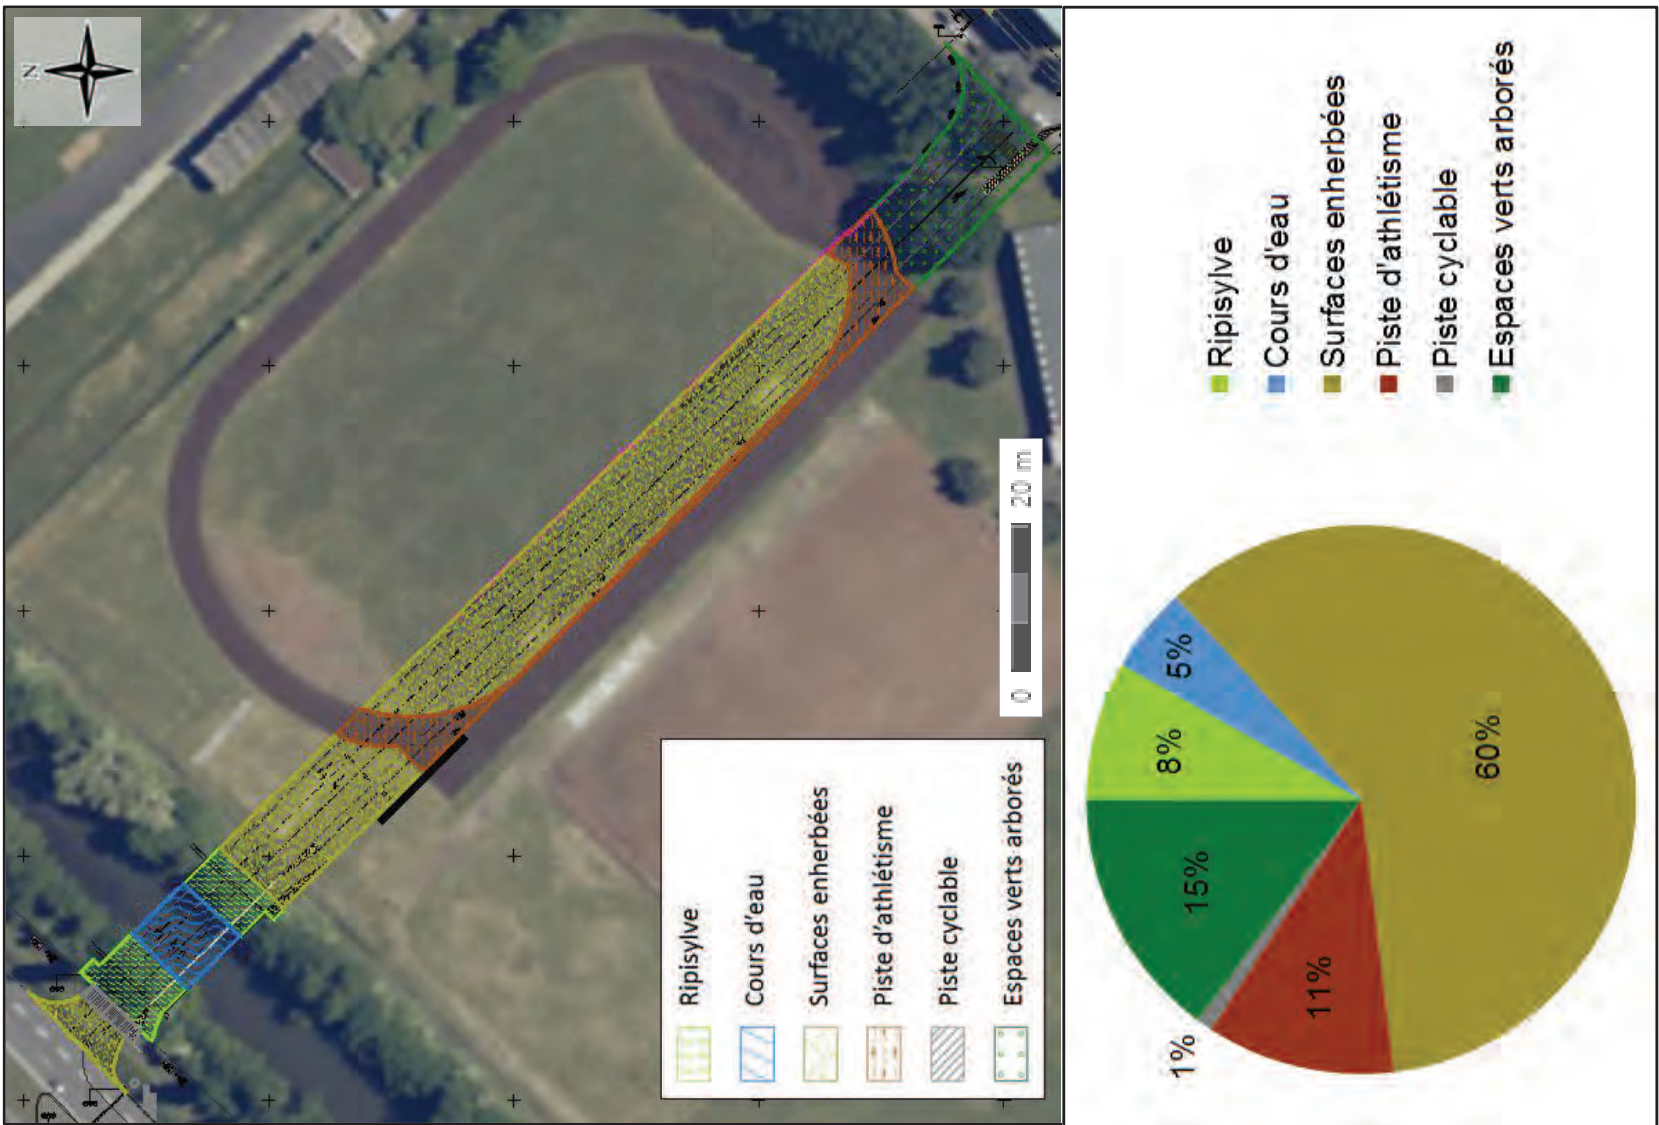 N
0 20 m
Ripisylve
Cours d'eau
Surfaces enherbées
Piste d'athlétisme
Piste cyclable
Espaces verts arborés
8%
5%
60%
11%
1%
15%
Ripisylve
Cours d'eau
Surfaces enherbées
Piste d'athlétisme
Piste cyclable
Espaces verts arborés